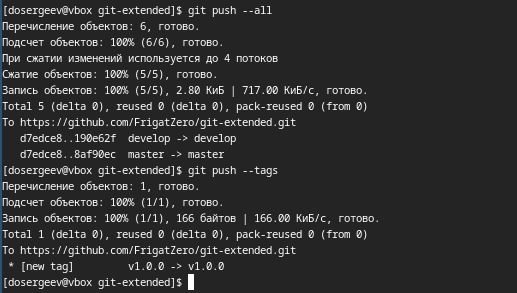 [dosergeev@vbox git-extended]$ git push --all
Перечисление объектов: 6, готово.
Подсчет объектов: 100% (6/6), готово.
При сжатии изменений используется до 4 потоков
Сжатие объектов: 100% (5/5), готово.
Запись объектов: 100% (5/5), 2.80 КиБ | 717.00 КиБ/с, готово.
Total 5 (delta 0), reused 0 (delta 0), pack-reused 0 (from 0)
To https://github.com/FrigatZero/git-extended.git
   d7edce8..190e62f  develop -> develop
   d7edce8..8af90ec  master -> master
[dosergeev@vbox git-extended]$ git push --tags
Перечисление объектов: 1, готово.
Подсчет объектов: 100% (1/1), готово.
Запись объектов: 100% (1/1), 166 байтов | 166.00 КиБ/с, готово.
Total 1 (delta 0), reused 0 (delta 0), pack-reused 0 (from 0)
To https://github.com/FrigatZero/git-extended.git
 * [new tag]         v1.0.0 -> v1.0.0
[dosergeev@vbox git-extended]$